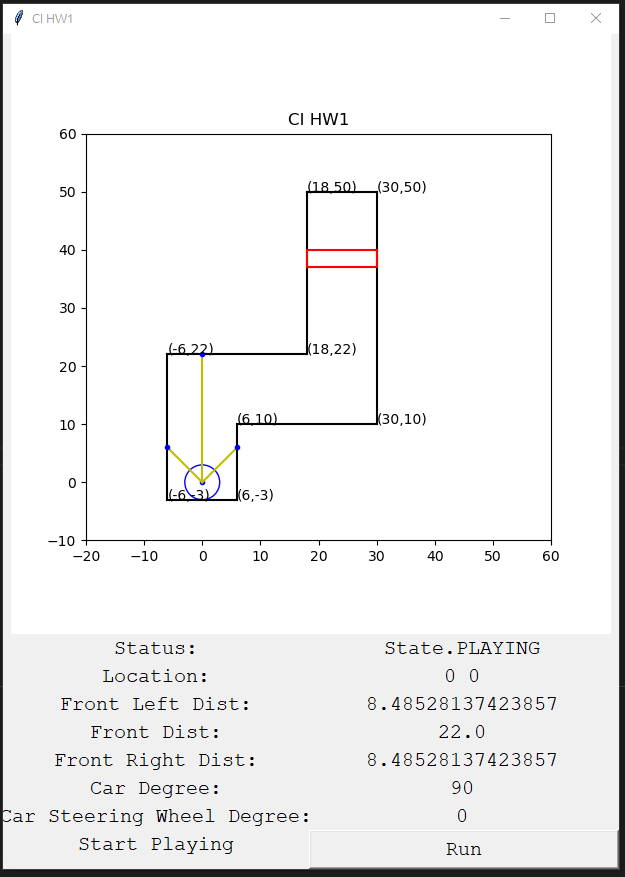 CI HW1
CI HW1
60
50
40
30
20
10
0
−10
(18,50) (30,50)
(-6,22) (18,22)
(6,10) (30,10)
(-6,-3) (6,-3)
−20 −10 0 10 20 30 40 50 60
Status: State.PLAYING
Location: 0 0
Front Left Dist: 8.48528137423857
Front Dist: 22.0
Front Right Dist: 8.48528137423857
Car Degree: 90
Car Steering Wheel Degree: 0
Start Playing Run